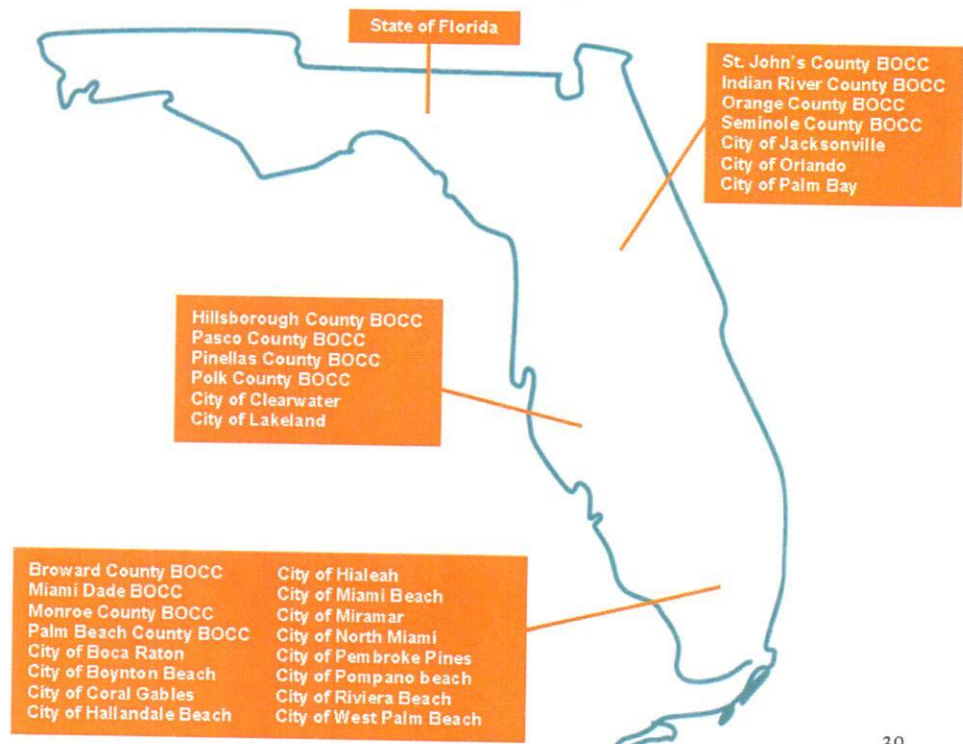 State of Florida
St. John's County BOCC
Indian River County BOCC
Orange County BOCC
Seminole County BOCC
City of Jacksonville
City of Orlando
City of Palm Bay
Hillsborough County BOCC
Pasco County BOCC
Pinellas County BOCC
Polk County BOCC
City of Clearwater
City of Lakeland
Broward County BOCC
Miami Dade BOCC
Monroe County BOCC
Palm Beach County BOCC
City of Boca Raton
City of Boynton Beach
City of Coral Gables
City of Hallandale Beach
City of Hialeah
City of Miami Beach
City of Miramar
City of North Miami
City of Pembroke Pines
City of Pompano beach
City of Riviera Beach
City of West Palm Beach